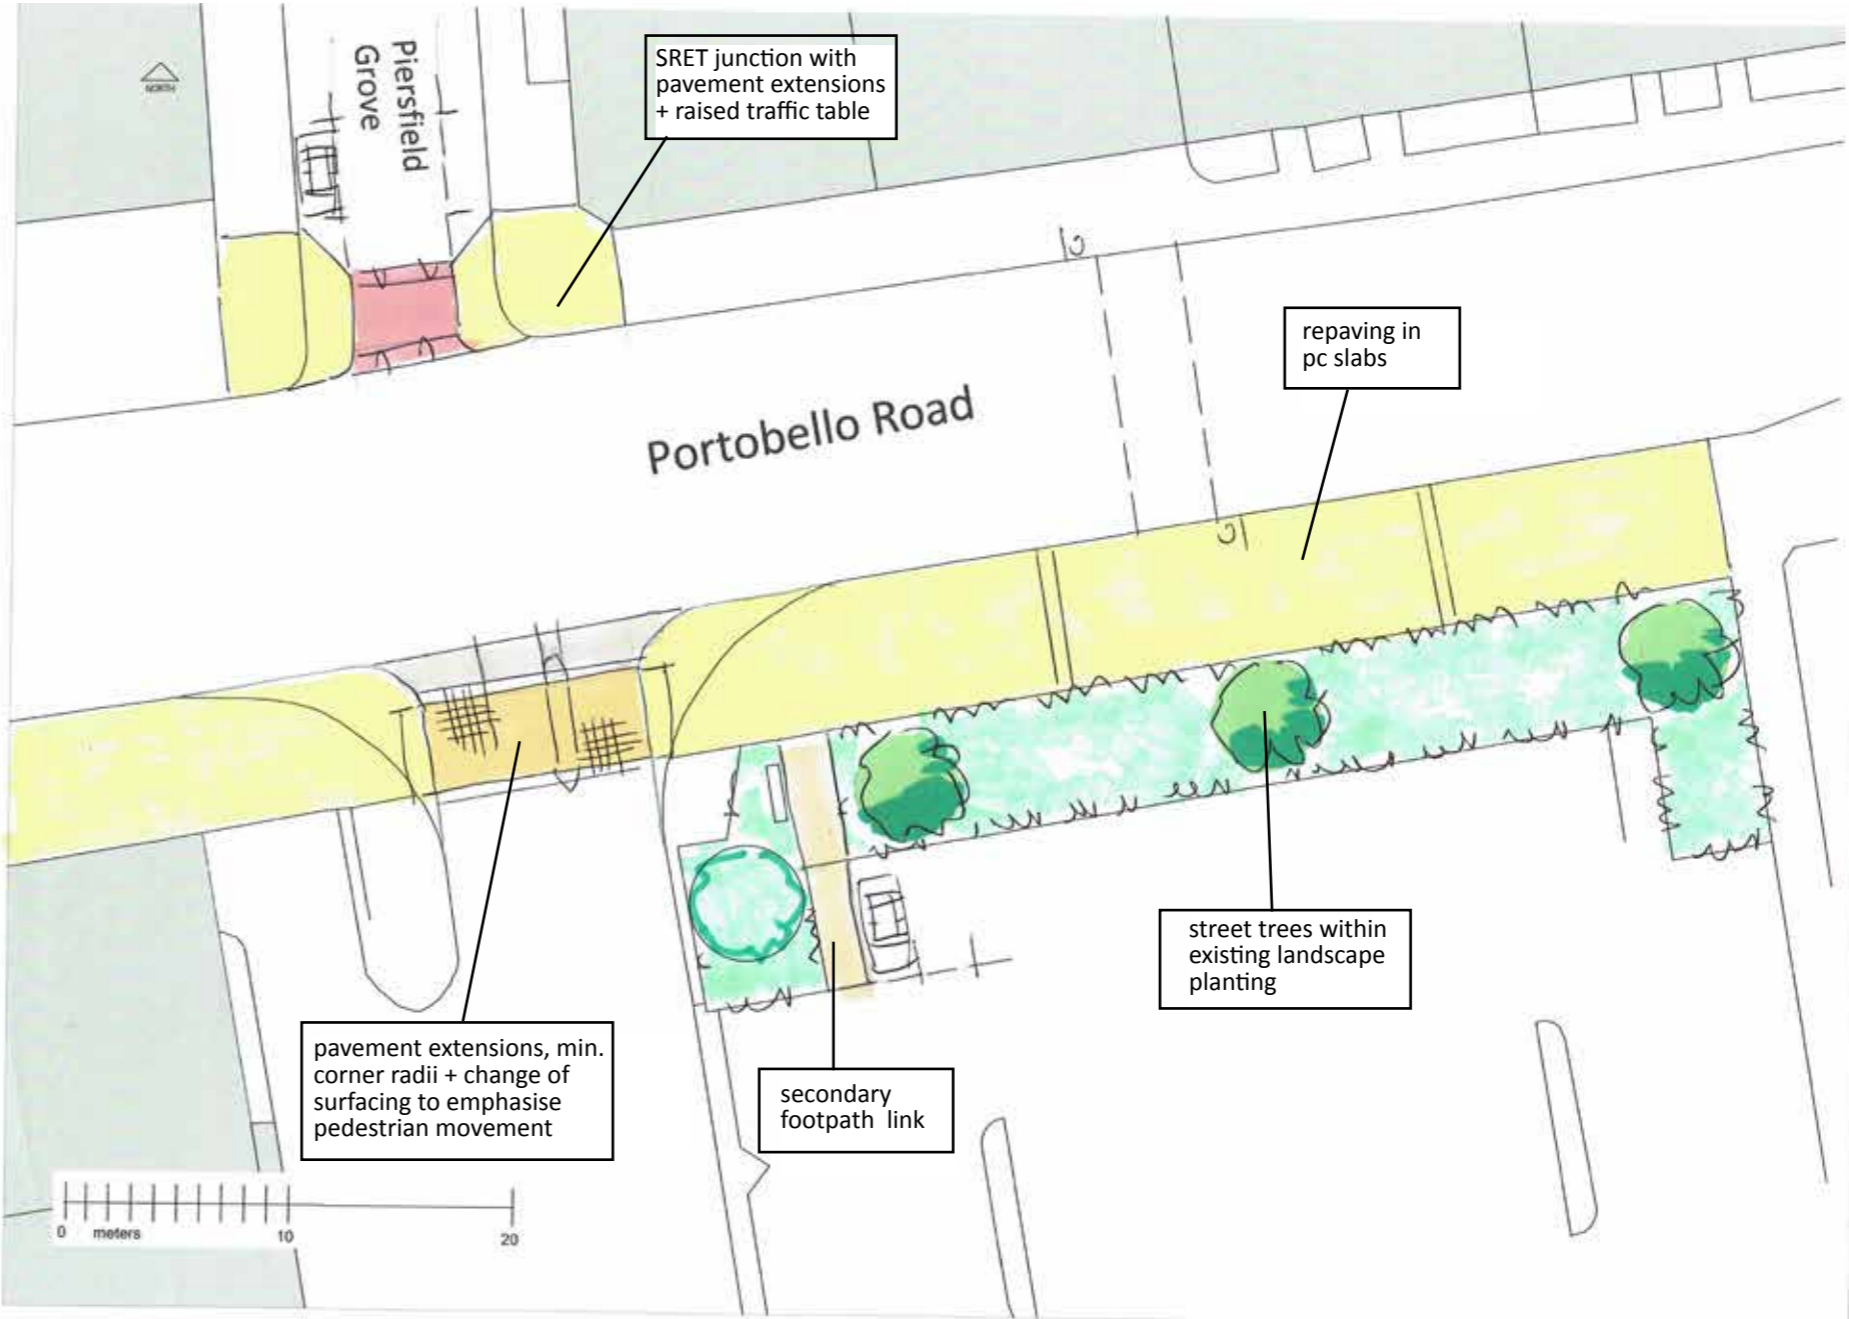 NORTH
Piersfield
Grove
SRET junction with
pavement extensions
+ raised traffic table
repaving in
pc slabs
Portobello Road
street trees within
existing landscape
planting
pavement extensions, min.
corner radii + change of
surfacing to emphasise
pedestrian movement
secondary
footpath link
0 meters 10 20